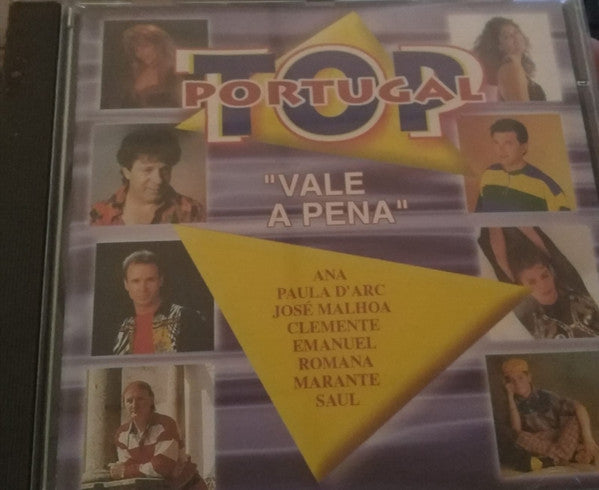 TOP
PORTUGAL
"VALE
A PENA"
ANA
PAULA D'ARC
JOSÉ MALHOA
CLEMENTE
EMANUEL
ROMANA
MARANTE
SAUL